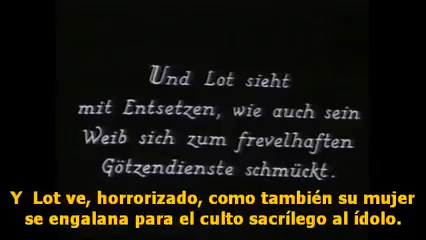 Und Lot sieht
mit Entsetzen, wie auch sein
Weib sich zum frevelhaften
Götzendienste schmückt.
Y Lot ve, horrorizado, como también su mujer
se engalana para el culto sacrílego al ídolo.